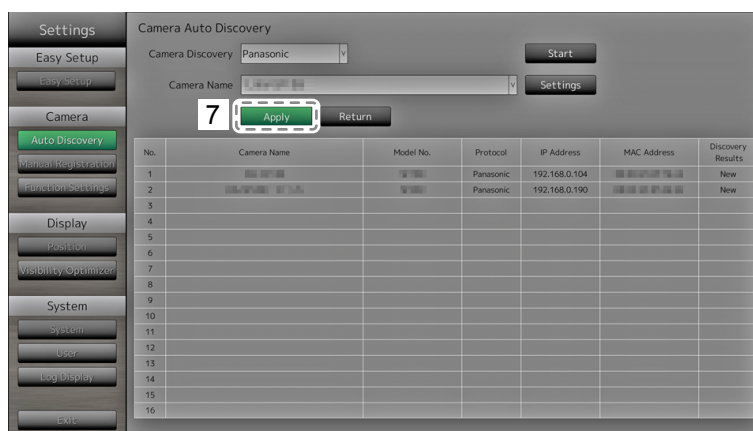 Settings
Easy Setup
Easy Setup
Camera
Auto Discovery
Manual Registration
Function Settings
Display
Position
Visibility Optimizer
System
System
User
Log Display
Exit
Camera Auto Discovery
Camera Discovery Panasonic V Start
Camera Name V Settings
7 Apply Return
No. Camera Name Model No. Protocol IP Address MAC Address Discovery Results
1 Panasonic 192.168.0.104 New
2 Panasonic 192.168.0.190 New
3
4
5
6
7
8
9
10
11
12
13
14
15
16